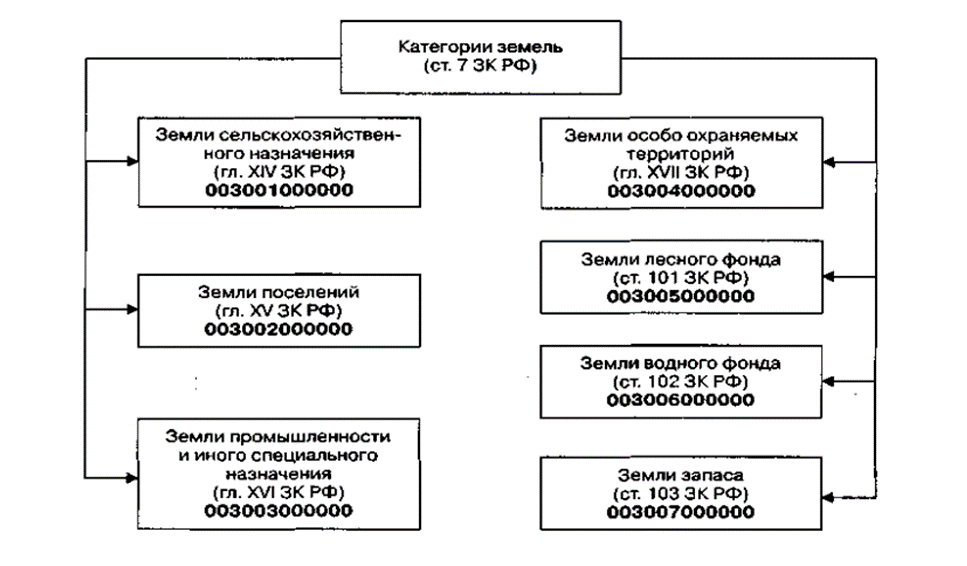 Категории земель
(ст. 7 ЗК РФ)
Земли сельскохозяйствен-
ного назначения
(гл. XIV ЗК РФ)
003001000000
Земли поселений
(гл. XV ЗК РФ)
003002000000
Земли промышленности
и иного специального
назначения
(гл. XVI ЗК РФ)
003003000000
Земли особо охраняемых
территорий
(гл. XVII ЗК РФ)
003004000000
Земли лесного фонда
(ст. 101 ЗК РФ)
003005000000
Земли водного фонда
(ст. 102 ЗК РФ)
003006000000
Земли запаса
(ст. 103 ЗК РФ)
003007000000